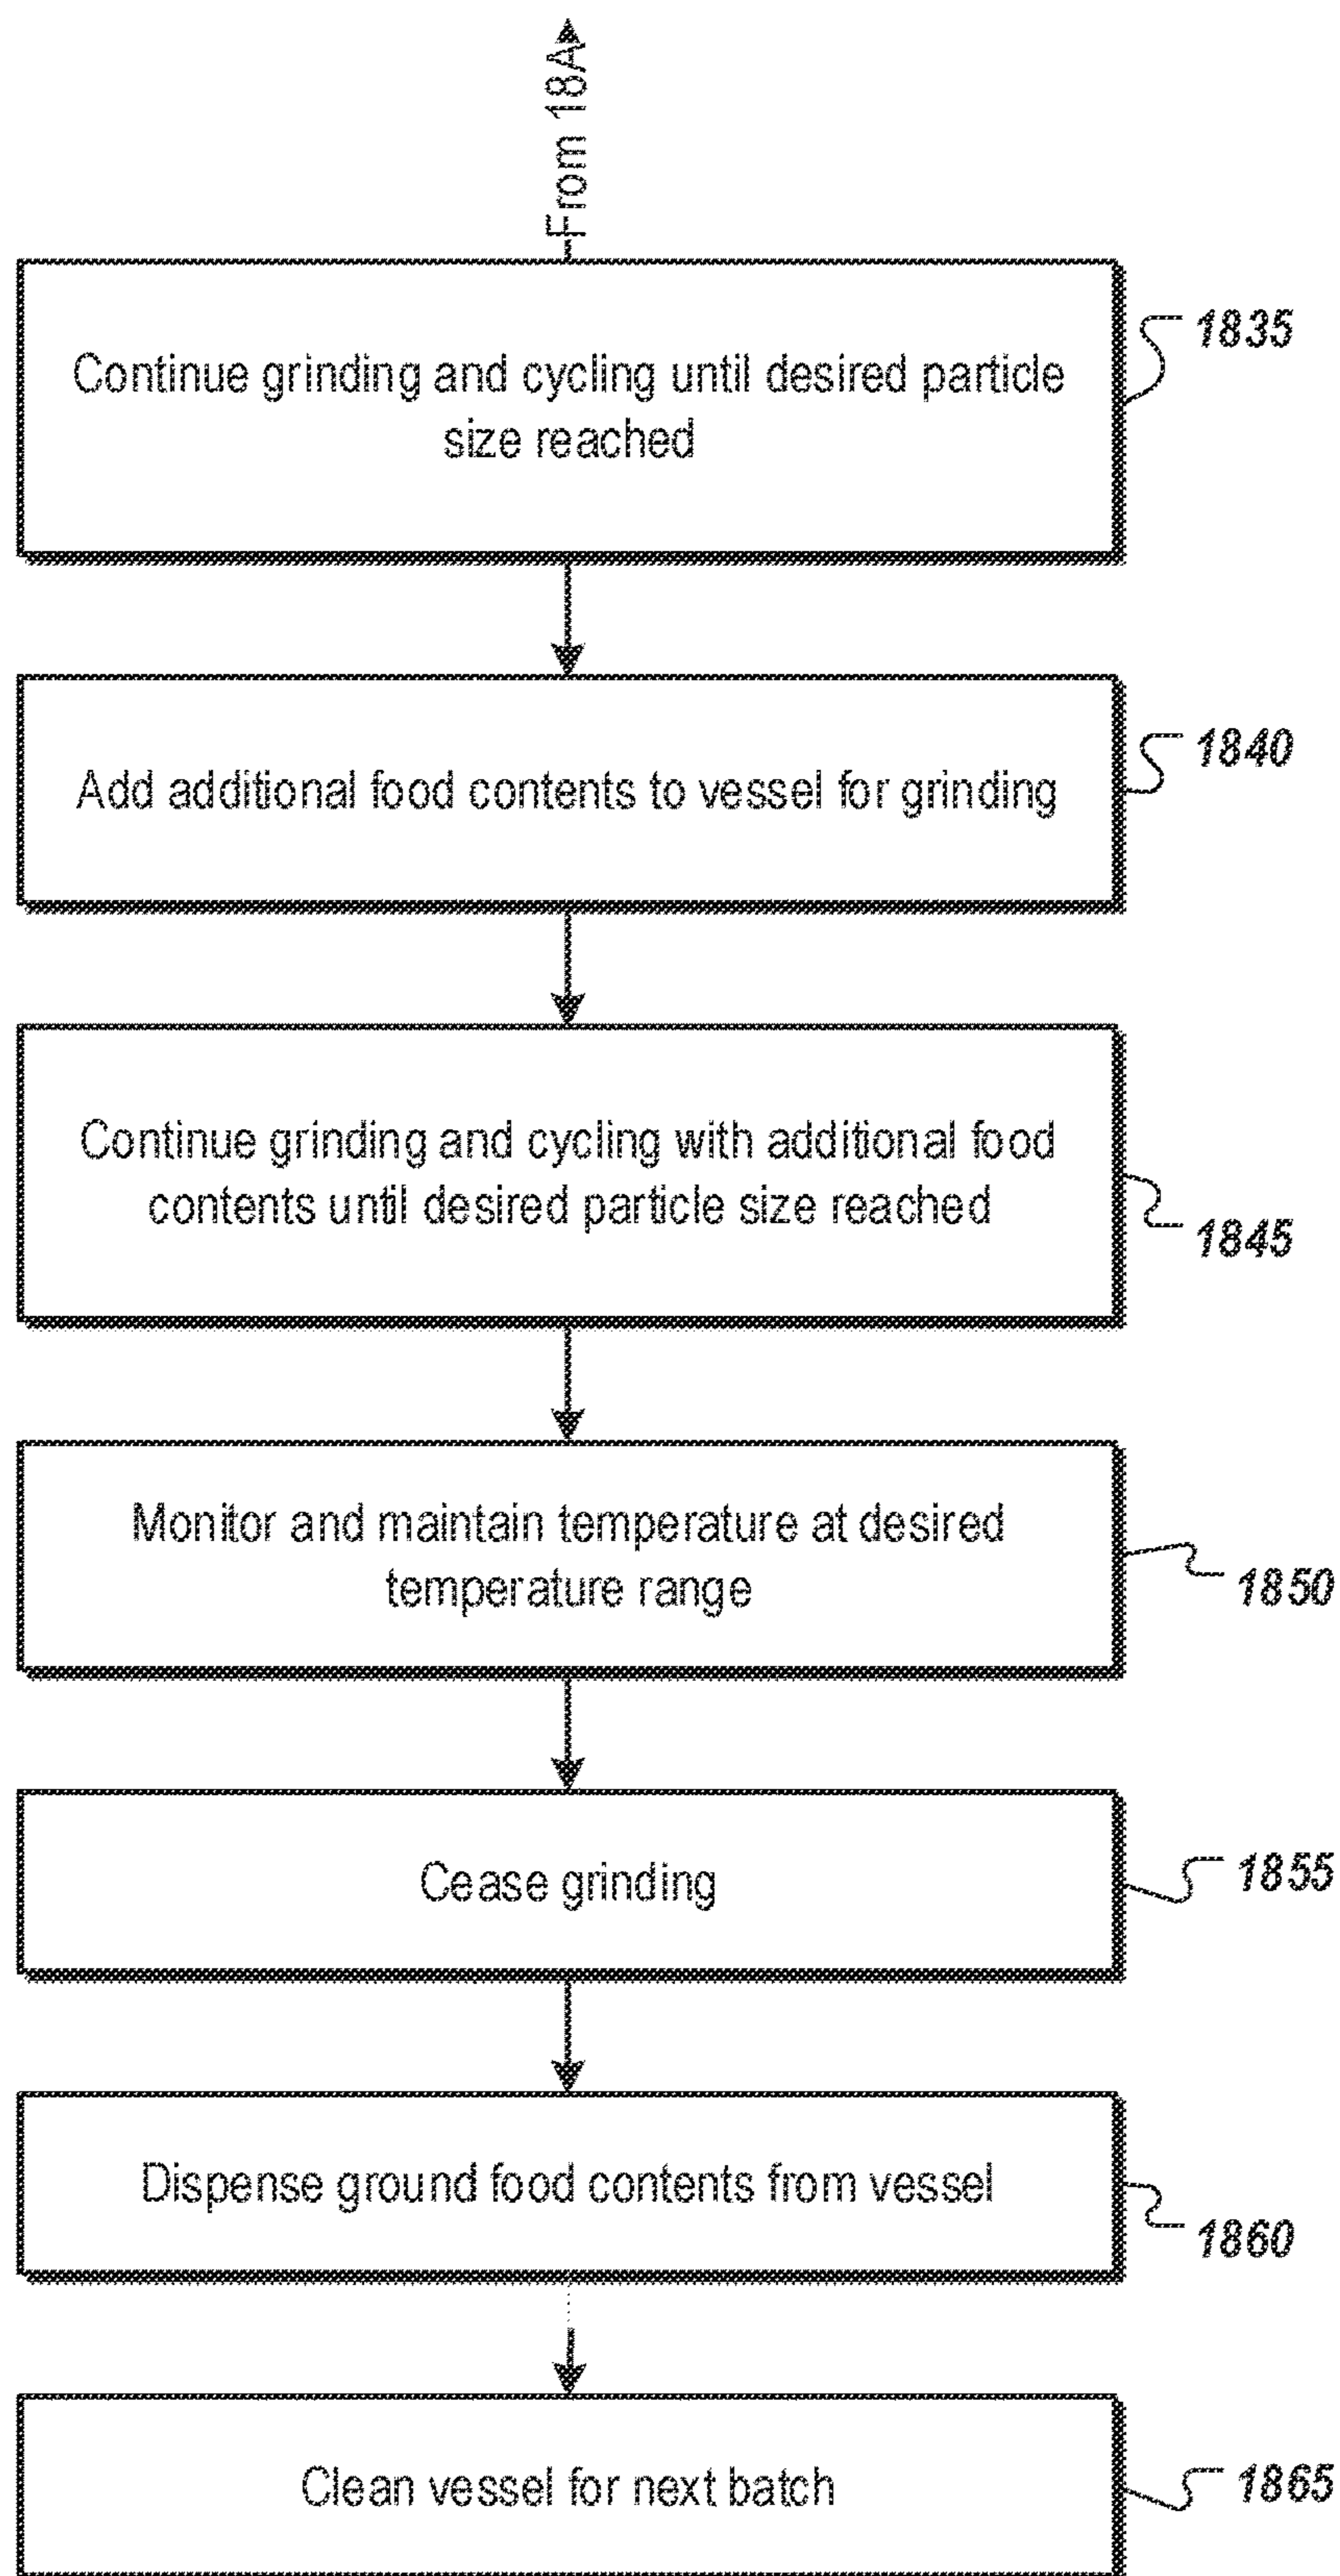 From 18A
Continue grinding and cycling until desired particle
size reached
1835
Add additional food contents to vessel for grinding
1840
Continue grinding and cycling with additional food
contents until desired particle size reached
1845
Monitor and maintain temperature at desired
temperature range
1850
Cease grinding
1855
Dispense ground food contents from vessel
1860
Clean vessel for next batch
1865